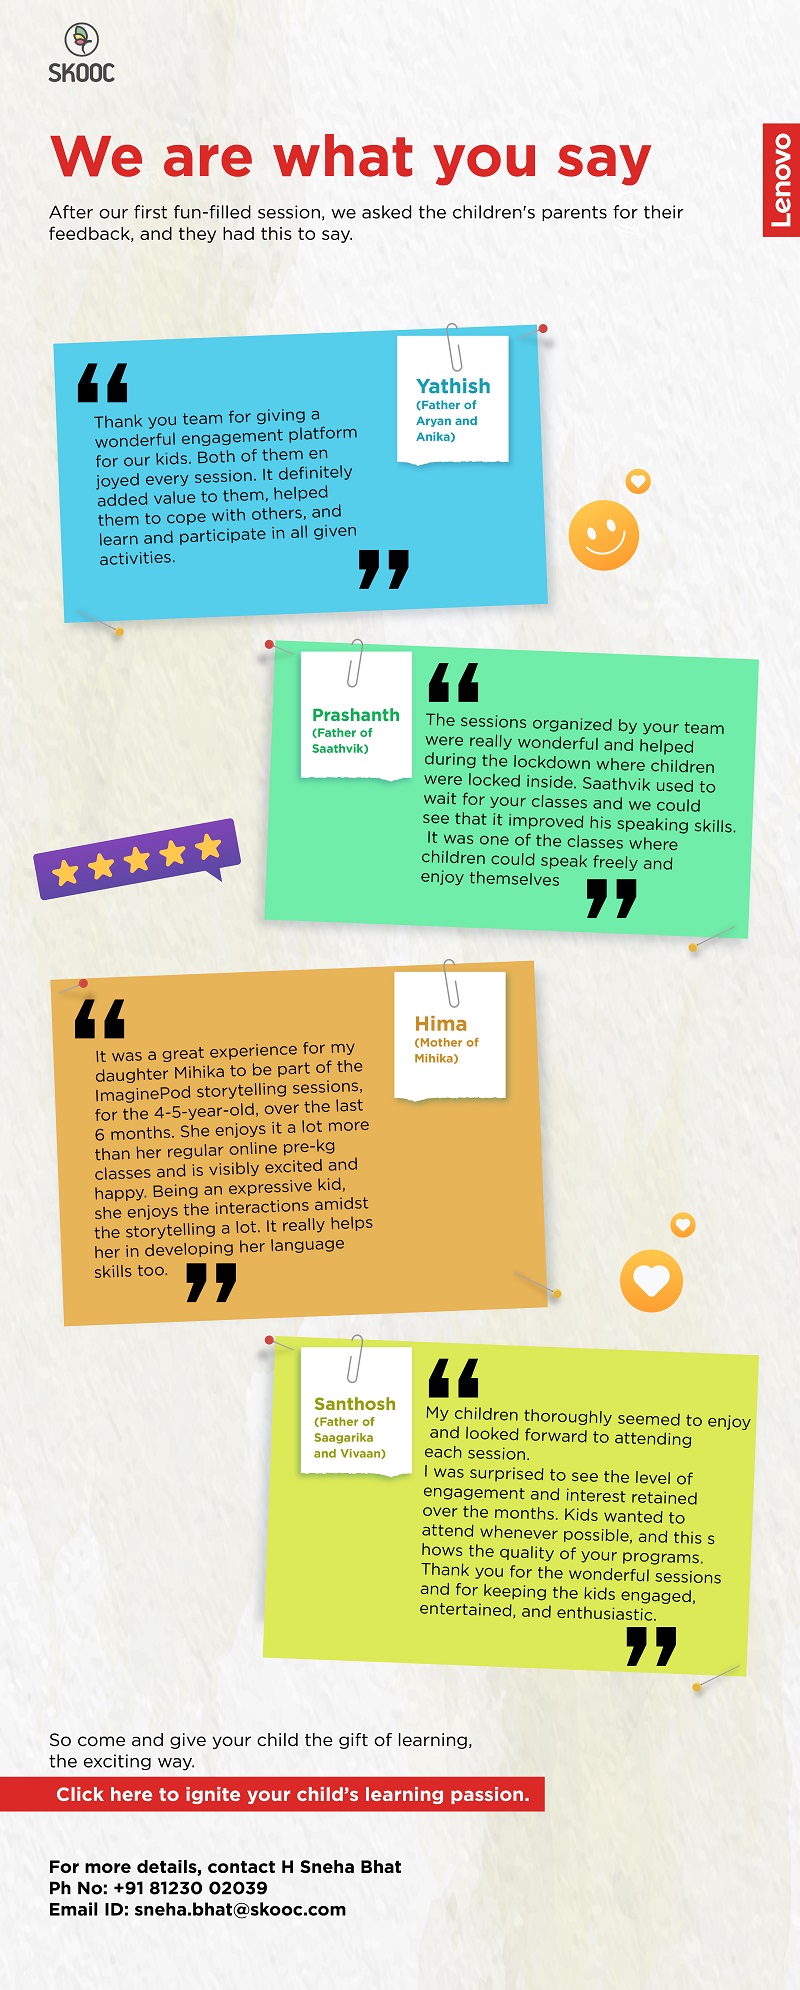 SKOOC
We are what you say
Lenovo
After our first fun-filled session, we asked the children's parents for their
feedback, and they had this to say.
Yathish
(Father of
Aryan and
Anika)
“
Thank you team for giving a
wonderful engagement platform
for our kids. Both of them en
joyed every session. It definitely
added value to them, helped
them to cope with others, and
learn and participate in all given
activities.
”
Prashanth
(Father of
Saathvik)
“
The sessions organized by your team
were really wonderful and helped
during the lockdown where children
were locked inside. Saathvik used to
wait for your classes and we could
see that it improved his speaking skills.
It was one of the classes where
children could speak freely and
enjoy themselves
”
Hima
(Mother of
Mihika)
“
It was a great experience for my
daughter Mihika to be part of the
ImaginePod storytelling sessions,
for the 4-5-year-old, over the last
6 months. She enjoys it a lot more
than her regular online pre-kg
classes and is visibly excited and
happy. Being an expressive kid,
she enjoys the interactions amidst
the storytelling a lot. It really helps
her in developing her language
skills too.
”
Santhosh
(Father of
Saagarika
and Vivaan)
“
My children thoroughly seemed to enjoy
and looked forward to attending
each session.
I was surprised to see the level of
engagement and interest retained
over the months. Kids wanted to
attend whenever possible, and this s
hows the quality of your programs.
Thank you for the wonderful sessions
and for keeping the kids engaged,
entertained, and enthusiastic.
”
So come and give your child the gift of learning,
the exciting way.
Click here to ignite your child’s learning passion.
For more details, contact H Sneha Bhat
Ph No: +91 81230 02039
Email ID: sneha.bhat@skooc.com